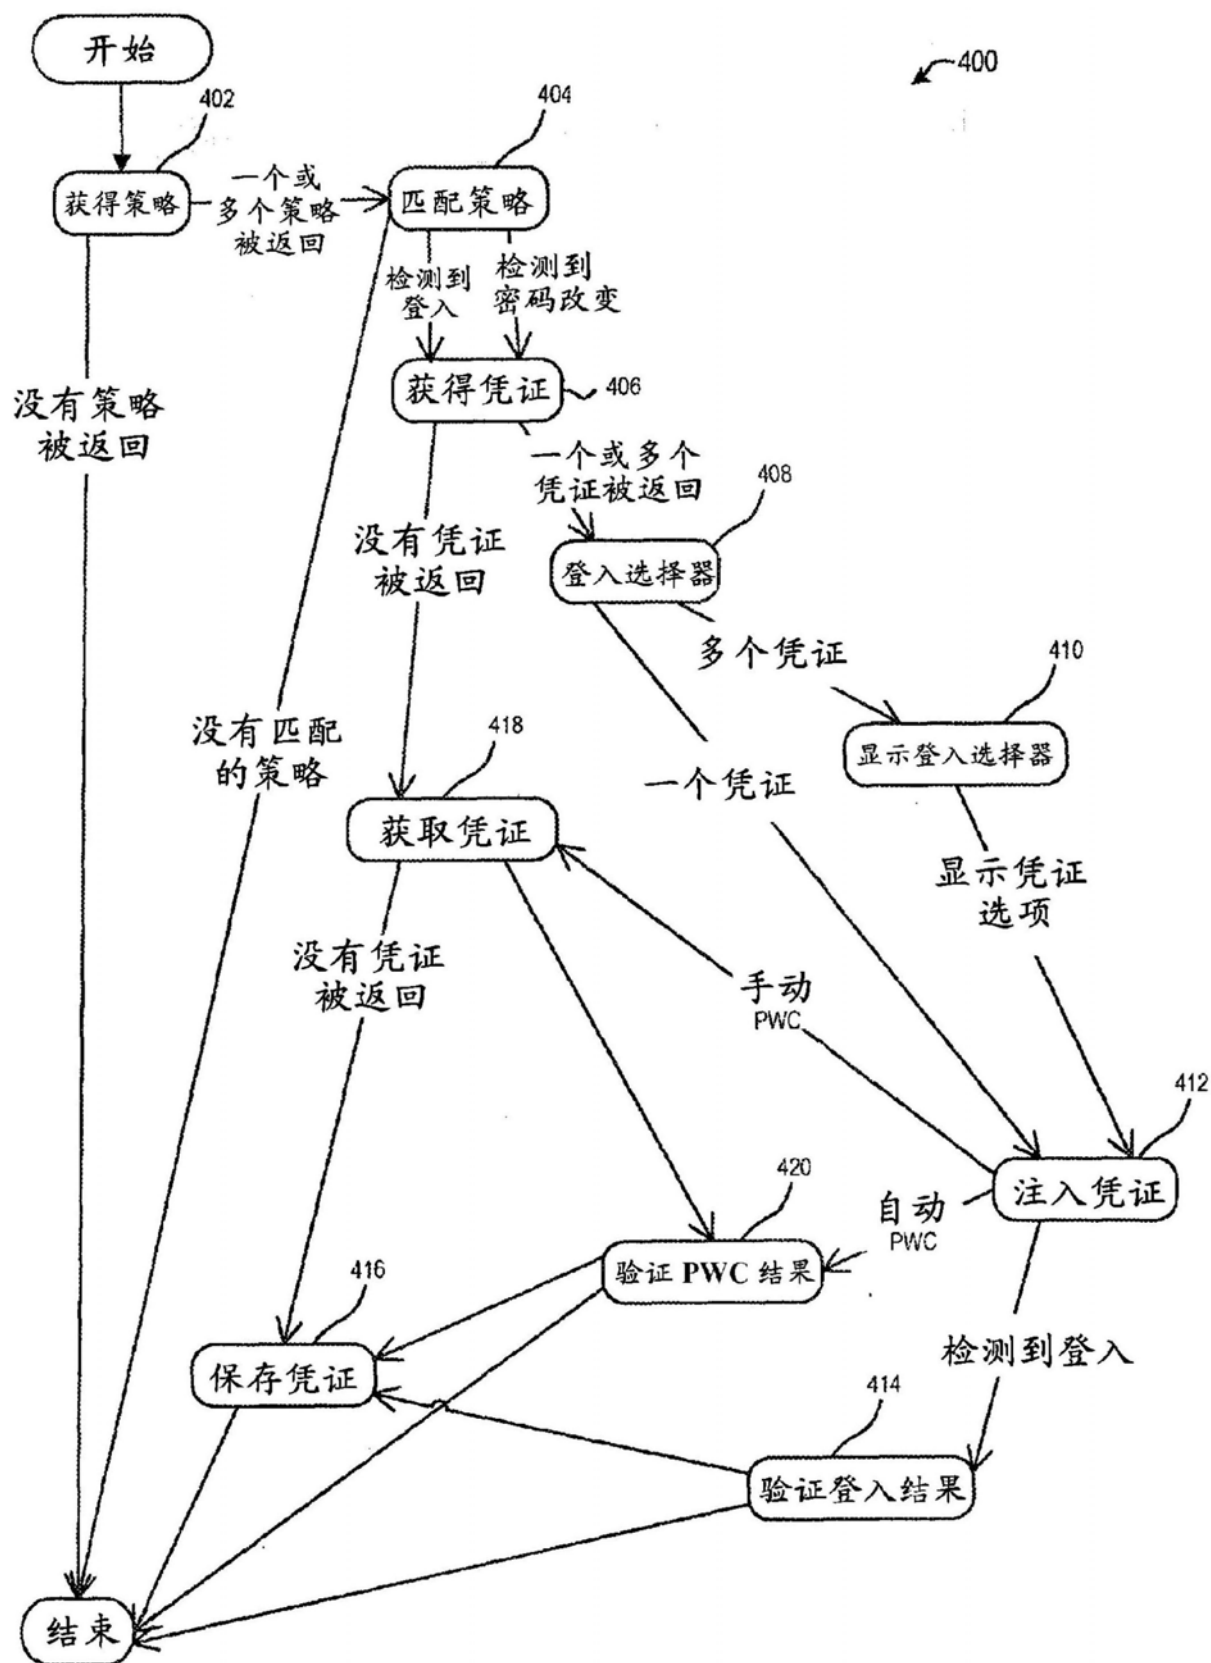 开始
400
402
404
获得策略
一个或
多个策略
被返回
匹配策略
检测到
登入
检测到
密码改变
获得凭证
406
没有策略
被返回
一个或多个
凭证被返回
408
没有凭证
被返回
登入选择器
多个凭证
410
没有匹配
的策略
418
一个凭证
显示登入选择器
获取凭证
显示凭证
选项
没有凭证
被返回
手动
PWC
412
注入凭证
420
自动
PWC
验证 PWC 结果
416
保存凭证
检测到登入
414
验证登入结果
结束